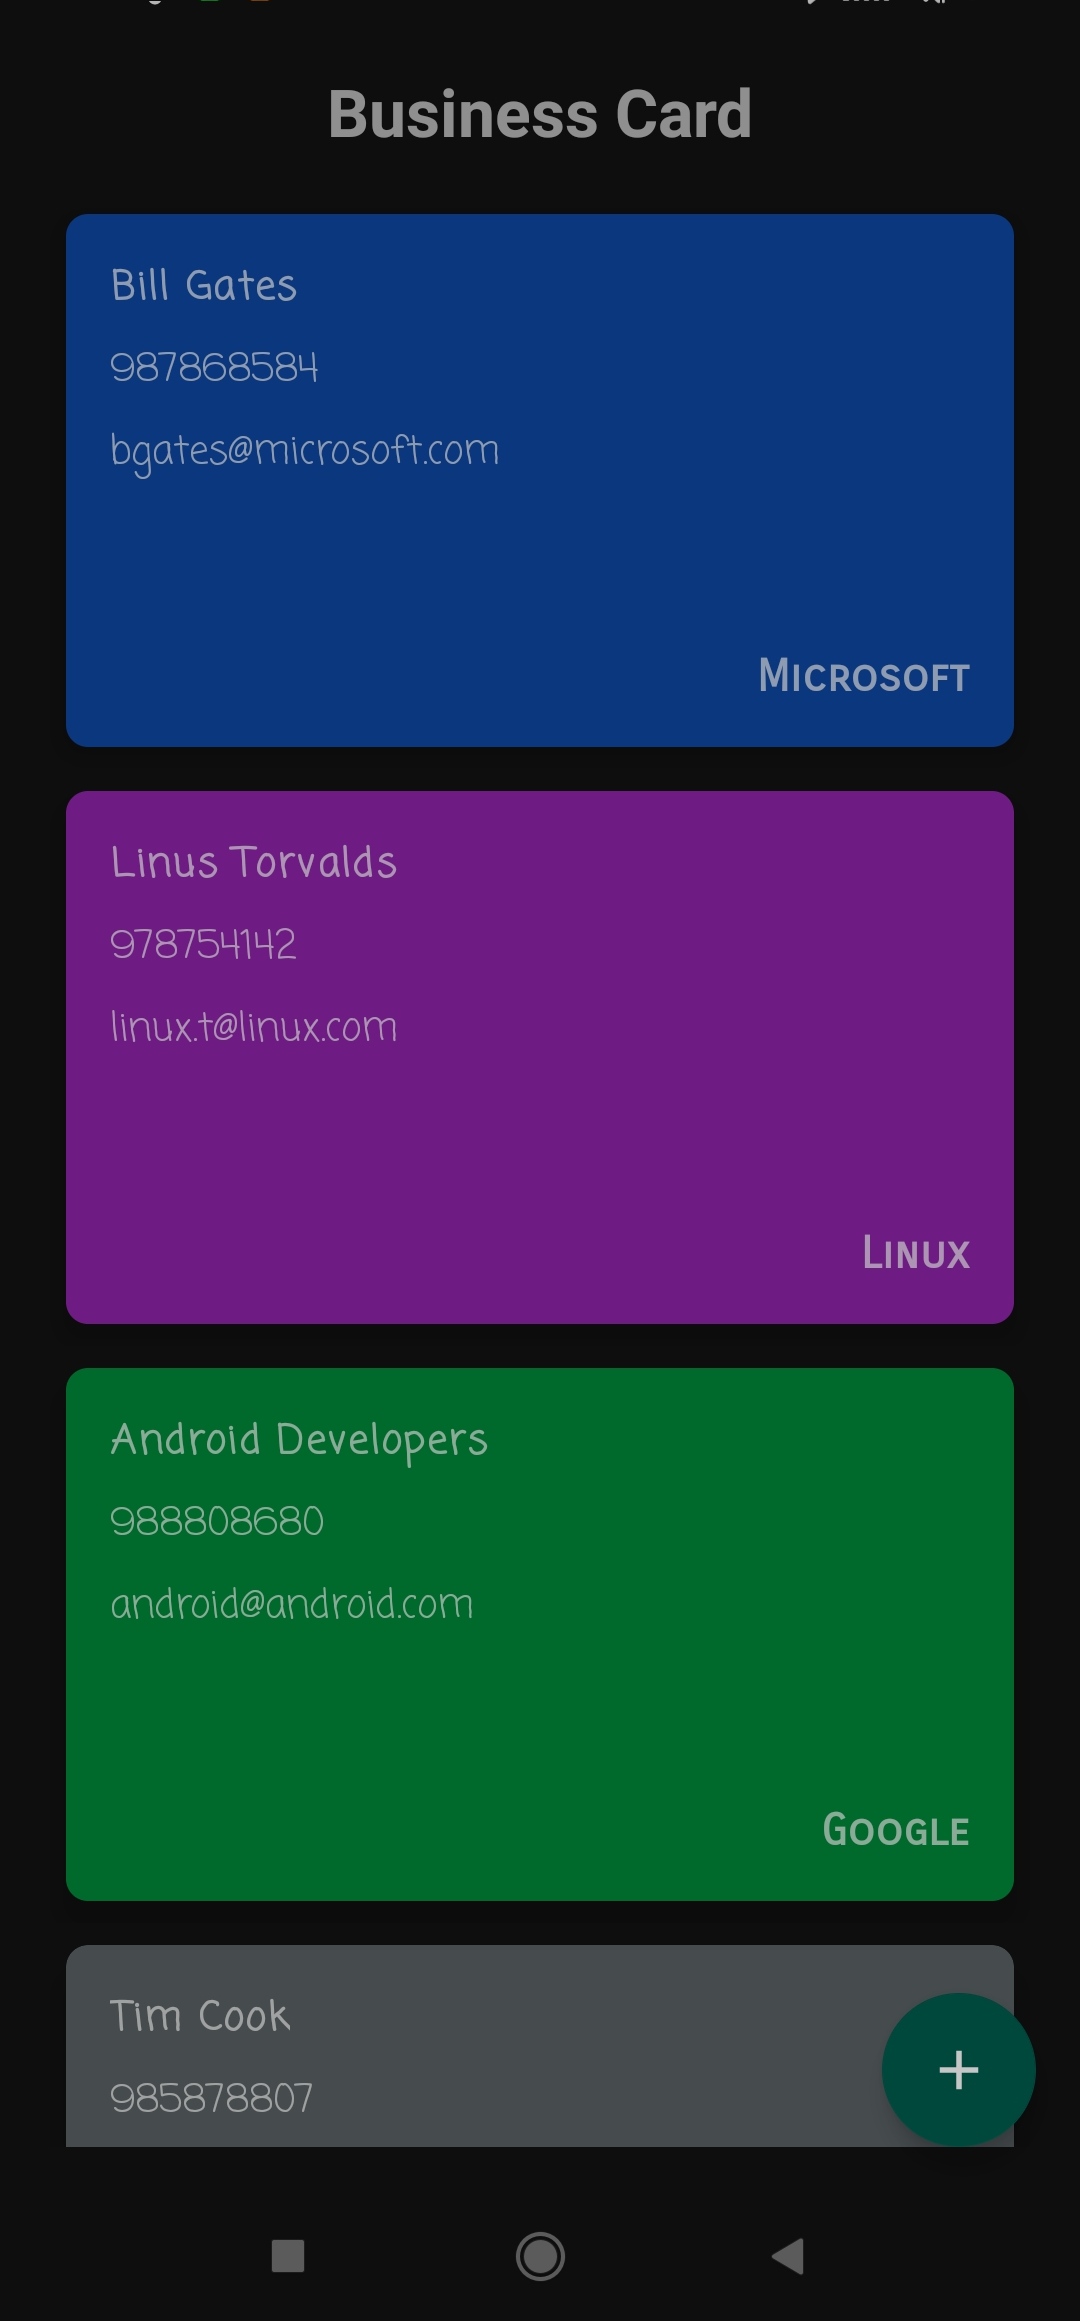 Business Card
Bill Gates
987868584
bgates@microsoft.com
Microsoft
Linus Torvalds
978754142
linux.t@linux.com
Linux
Android Developers
988808680
android@android.com
Google
Tim Cook
985878807
+